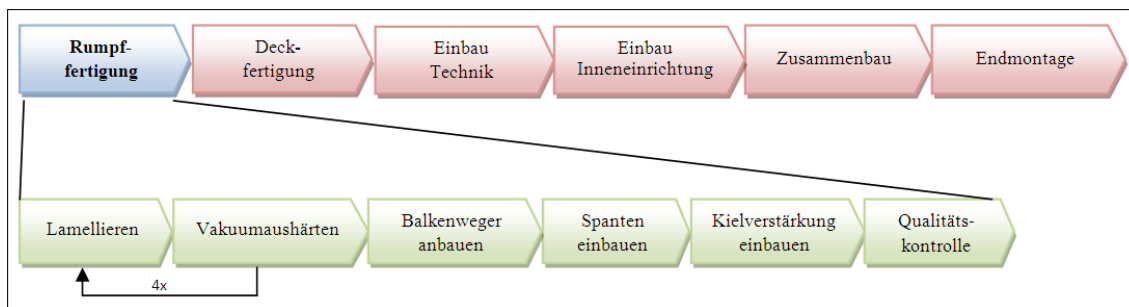 Rumpf-
fertigung
Deck-
fertigung
Einbau
Technik
Einbau
Inneneinrichtung
Zusammenbau
Endmontage
Lamellieren
Vakuumaushärten
Balkenweger
anbauen
Spanten
einbauen
Kielverstärkung
einbauen
Qualitäts-
kontrolle
4x